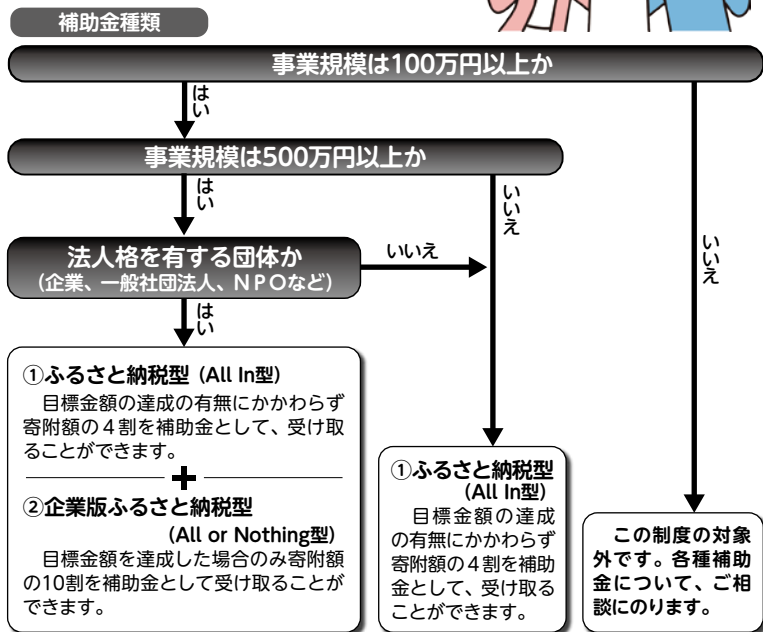 補助金種類
事業規模は100万円以上か
はい
事業規模は500万円以上か
はい
いいえ
いいえ
法人格を有する団体か
（企業、一般社団法人、NPOなど）
いいえ
はい
①ふるさと納税型（All In型）
目標金額の達成の有無にかかわらず
寄附額の４割を補助金として、受け取
ることができます。
＋
②企業版ふるさと納税型
（All or Nothing型）
目標金額を達成した場合のみ寄附額
の10割を補助金として受け取ることが
できます。
①ふるさと納税型
（All In型）
目標金額の達成
の有無にかかわらず
寄附額の４割を補助
金として、受け取る
ことができます。
この制度の対象
外です。各種補助
金について、ご相
談にのります。